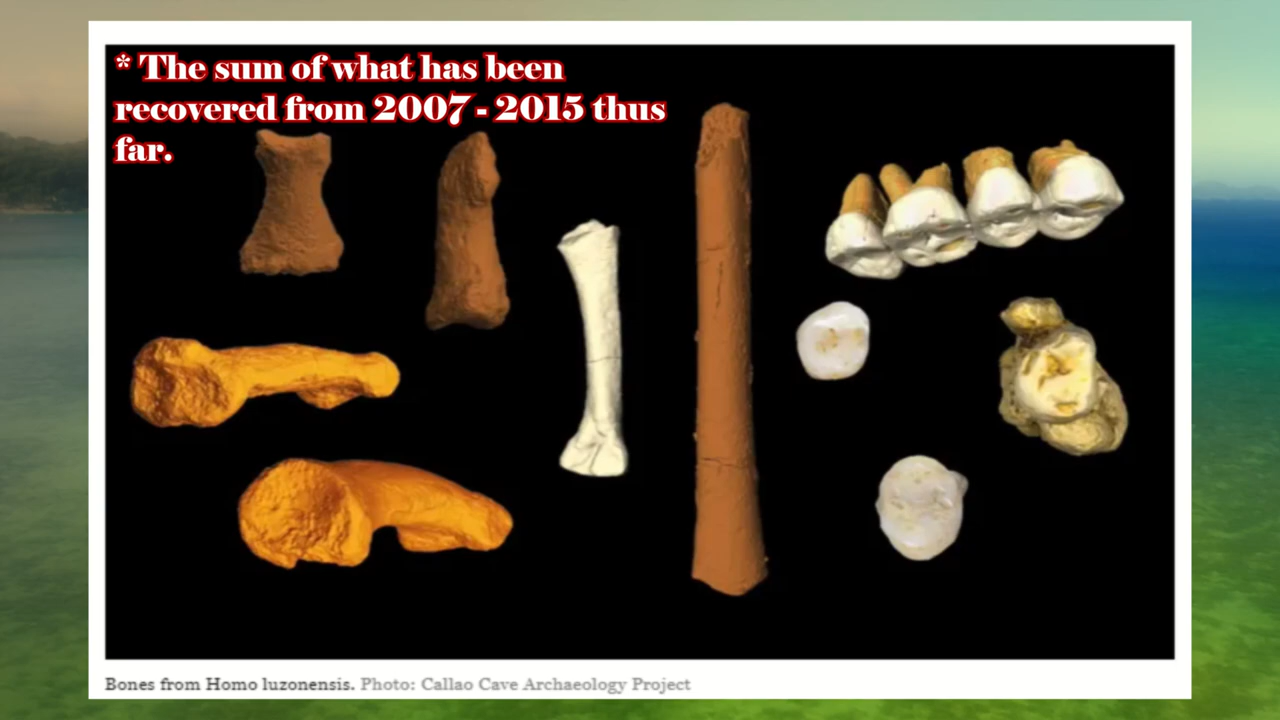 * The sum of what has been
recovered from 2007 - 2015 thus
far.
Bones from Homo luzonensis. Photo: Callao Cave Archaeology Project